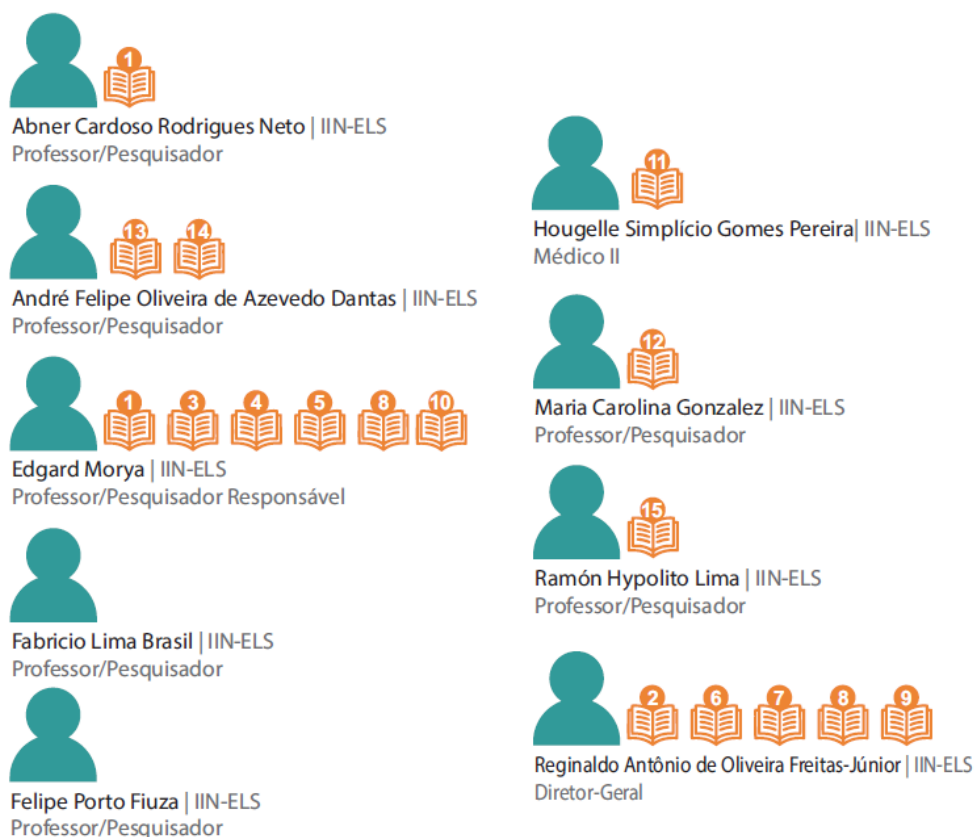 1
Abner Cardoso Rodrigues Neto | IIN-ELS
Professor/Pesquisador
13 14
André Felipe Oliveira de Azevedo Dantas | IIN-ELS
Professor/Pesquisador
1 3 4 5 8 10
Edgard Morya | IIN-ELS
Professor/Pesquisador Responsável
Fabricio Lima Brasil | IIN-ELS
Professor/Pesquisador
Felipe Porto Fiuza | IIN-ELS
Professor/Pesquisador
11
Hougelle Simplício Gomes Pereira| IIN-ELS
Médico II
12
Maria Carolina Gonzalez | IIN-ELS
Professor/Pesquisador
15
Ramón Hypolito Lima | IIN-ELS
Professor/Pesquisador
2 6 7 8 9
Reginaldo Antônio de Oliveira Freitas-Júnior | IIN-ELS
Diretor-Geral